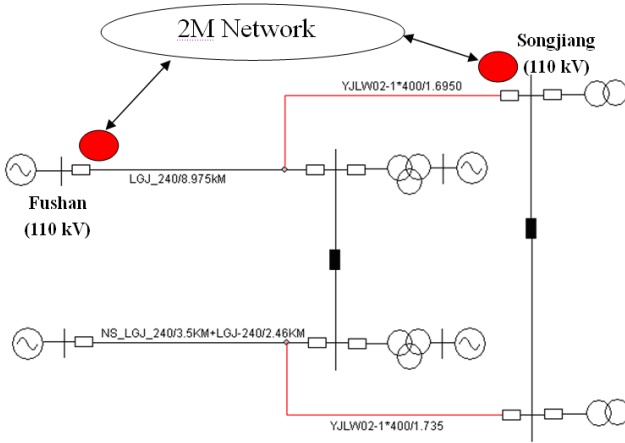 2M Network
Songjiang
(110 kV)
YJLW02-1*400/1.6950
LGJ_240/8.975kM
Fushan
(110 kV)
NS_LGJ_240/3.5KM+LGJ-240/2.46KM
YJLW02-1*400/1.735